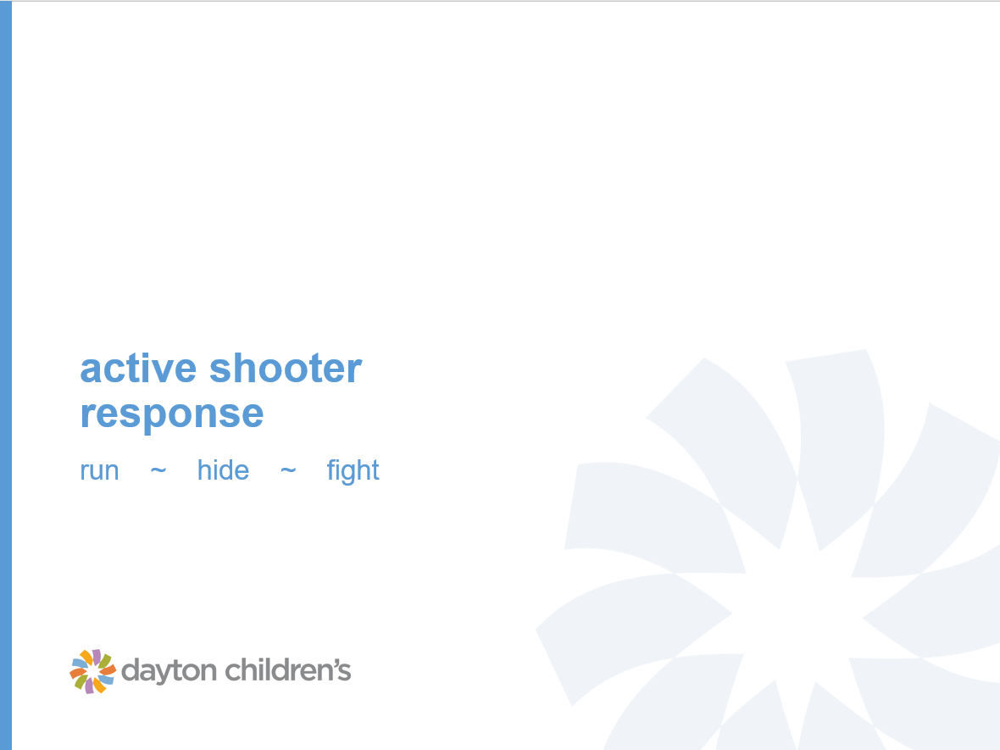 active shooter
response
run ~ hide ~ fight
dayton children's